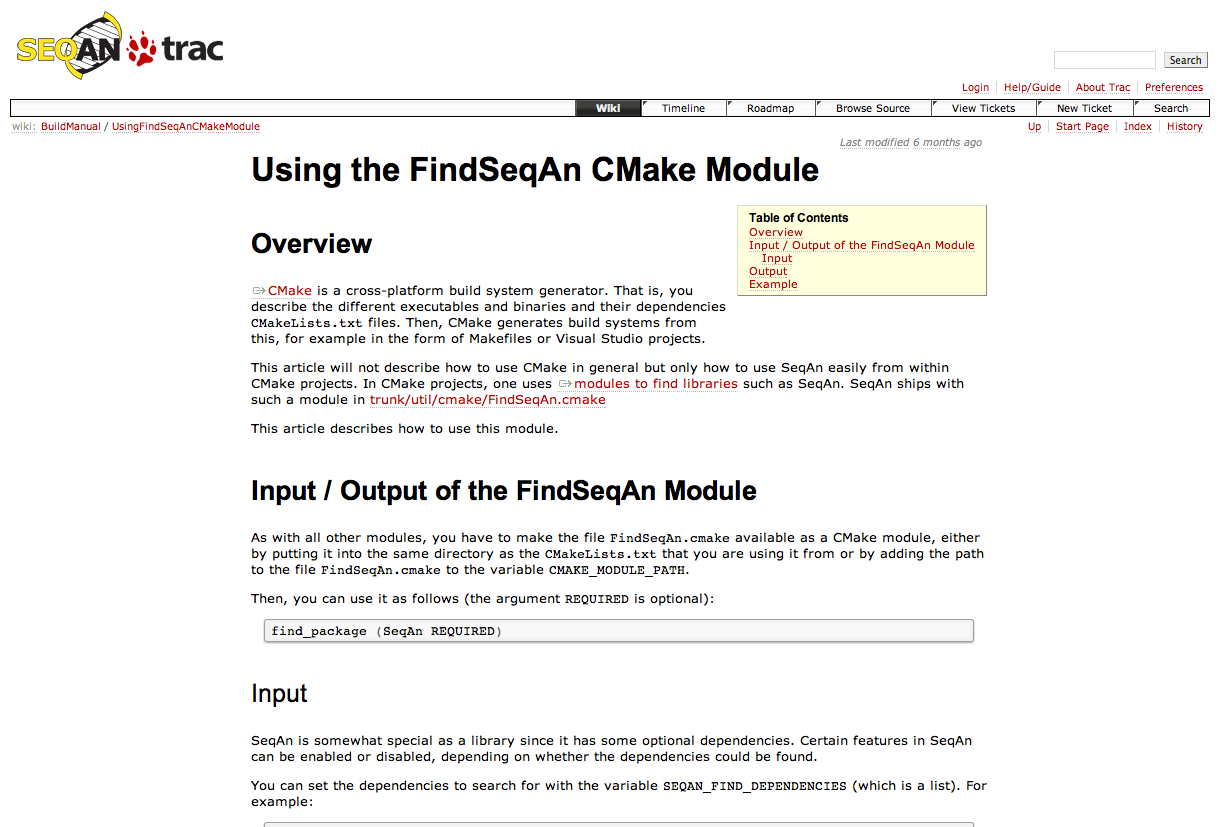 SEQAN trac
Search
Login Help/Guide About Trac Preferences
Wiki Timeline Roadmap Browse Source View Tickets New Ticket Search
wiki: BuildManual / UsingFindSeqAnCMakeModule
Up Start Page Index History
Last modified 6 months ago
Using the FindSeqAn CMake Module
Table of Contents
Overview
Input / Output of the FindSeqAn Module
Input
Output
Example
Overview
CMake is a cross-platform build system generator. That is, you
describe the different executables and binaries and their dependencies
CMakeLists.txt files. Then, CMake generates build systems from
this, for example in the form of Makefiles or Visual Studio projects.
This article will not describe how to use CMake in general but only how to use SeqAn easily from within
CMake projects. In CMake projects, one uses modules to find libraries such as SeqAn. SeqAn ships with
such a module in trunk/util/cmake/FindSeqAn.cmake
This article describes how to use this module.
Input / Output of the FindSeqAn Module
As with all other modules, you have to make the file FindSeqAn.cmake available as a CMake module, either
by putting it into the same directory as the CMakeLists.txt that you are using it from or by adding the path
to the file FindSeqAn.cmake to the variable CMAKE_MODULE_PATH.
Then, you can use it as follows (the argument REQUIRED is optional):
find_package (SeqAn REQUIRED)
Input
SeqAn is somewhat special as a library since it has some optional dependencies. Certain features in SeqAn
can be enabled or disabled, depending on whether the dependencies could be found.
You can set the dependencies to search for with the variable SEQAN_FIND_DEPENDENCIES (which is a list). For
example: